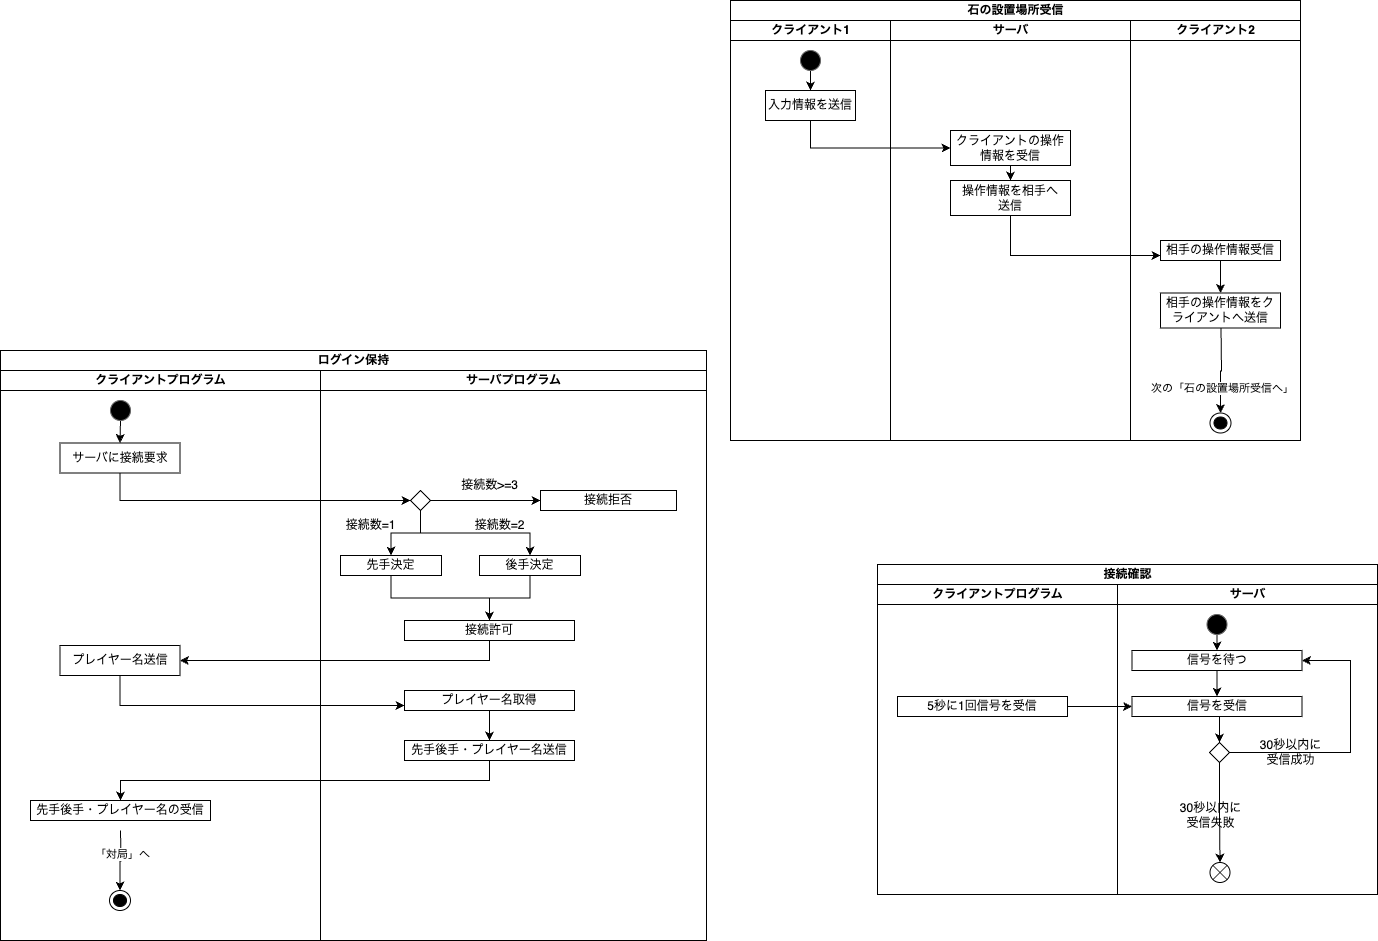 石の設置場所受信
クライアント1
サーバ
クライアント2
入力情報を送信
クライアントの操作
情報を受信
操作情報を相手へ
送信
相手の操作情報受信
相手の操作情報をク
ライアントへ送信
次の「石の設置場所受信へ」
ログイン保持
クライアントプログラム
サーバプログラム
サーバに接続要求
接続数>=3
接続拒否
接続数=1
接続数=2
先手決定
後手決定
接続許可
プレイヤー名送信
プレイヤー名取得
先手後手・プレイヤー名送信
先手後手・プレイヤー名の受信
「対局」へ
接続確認
クライアントプログラム
サーバ
信号を待つ
5秒に1回信号を受信
信号を受信
30秒以内に
受信成功
30秒以内に
受信失敗